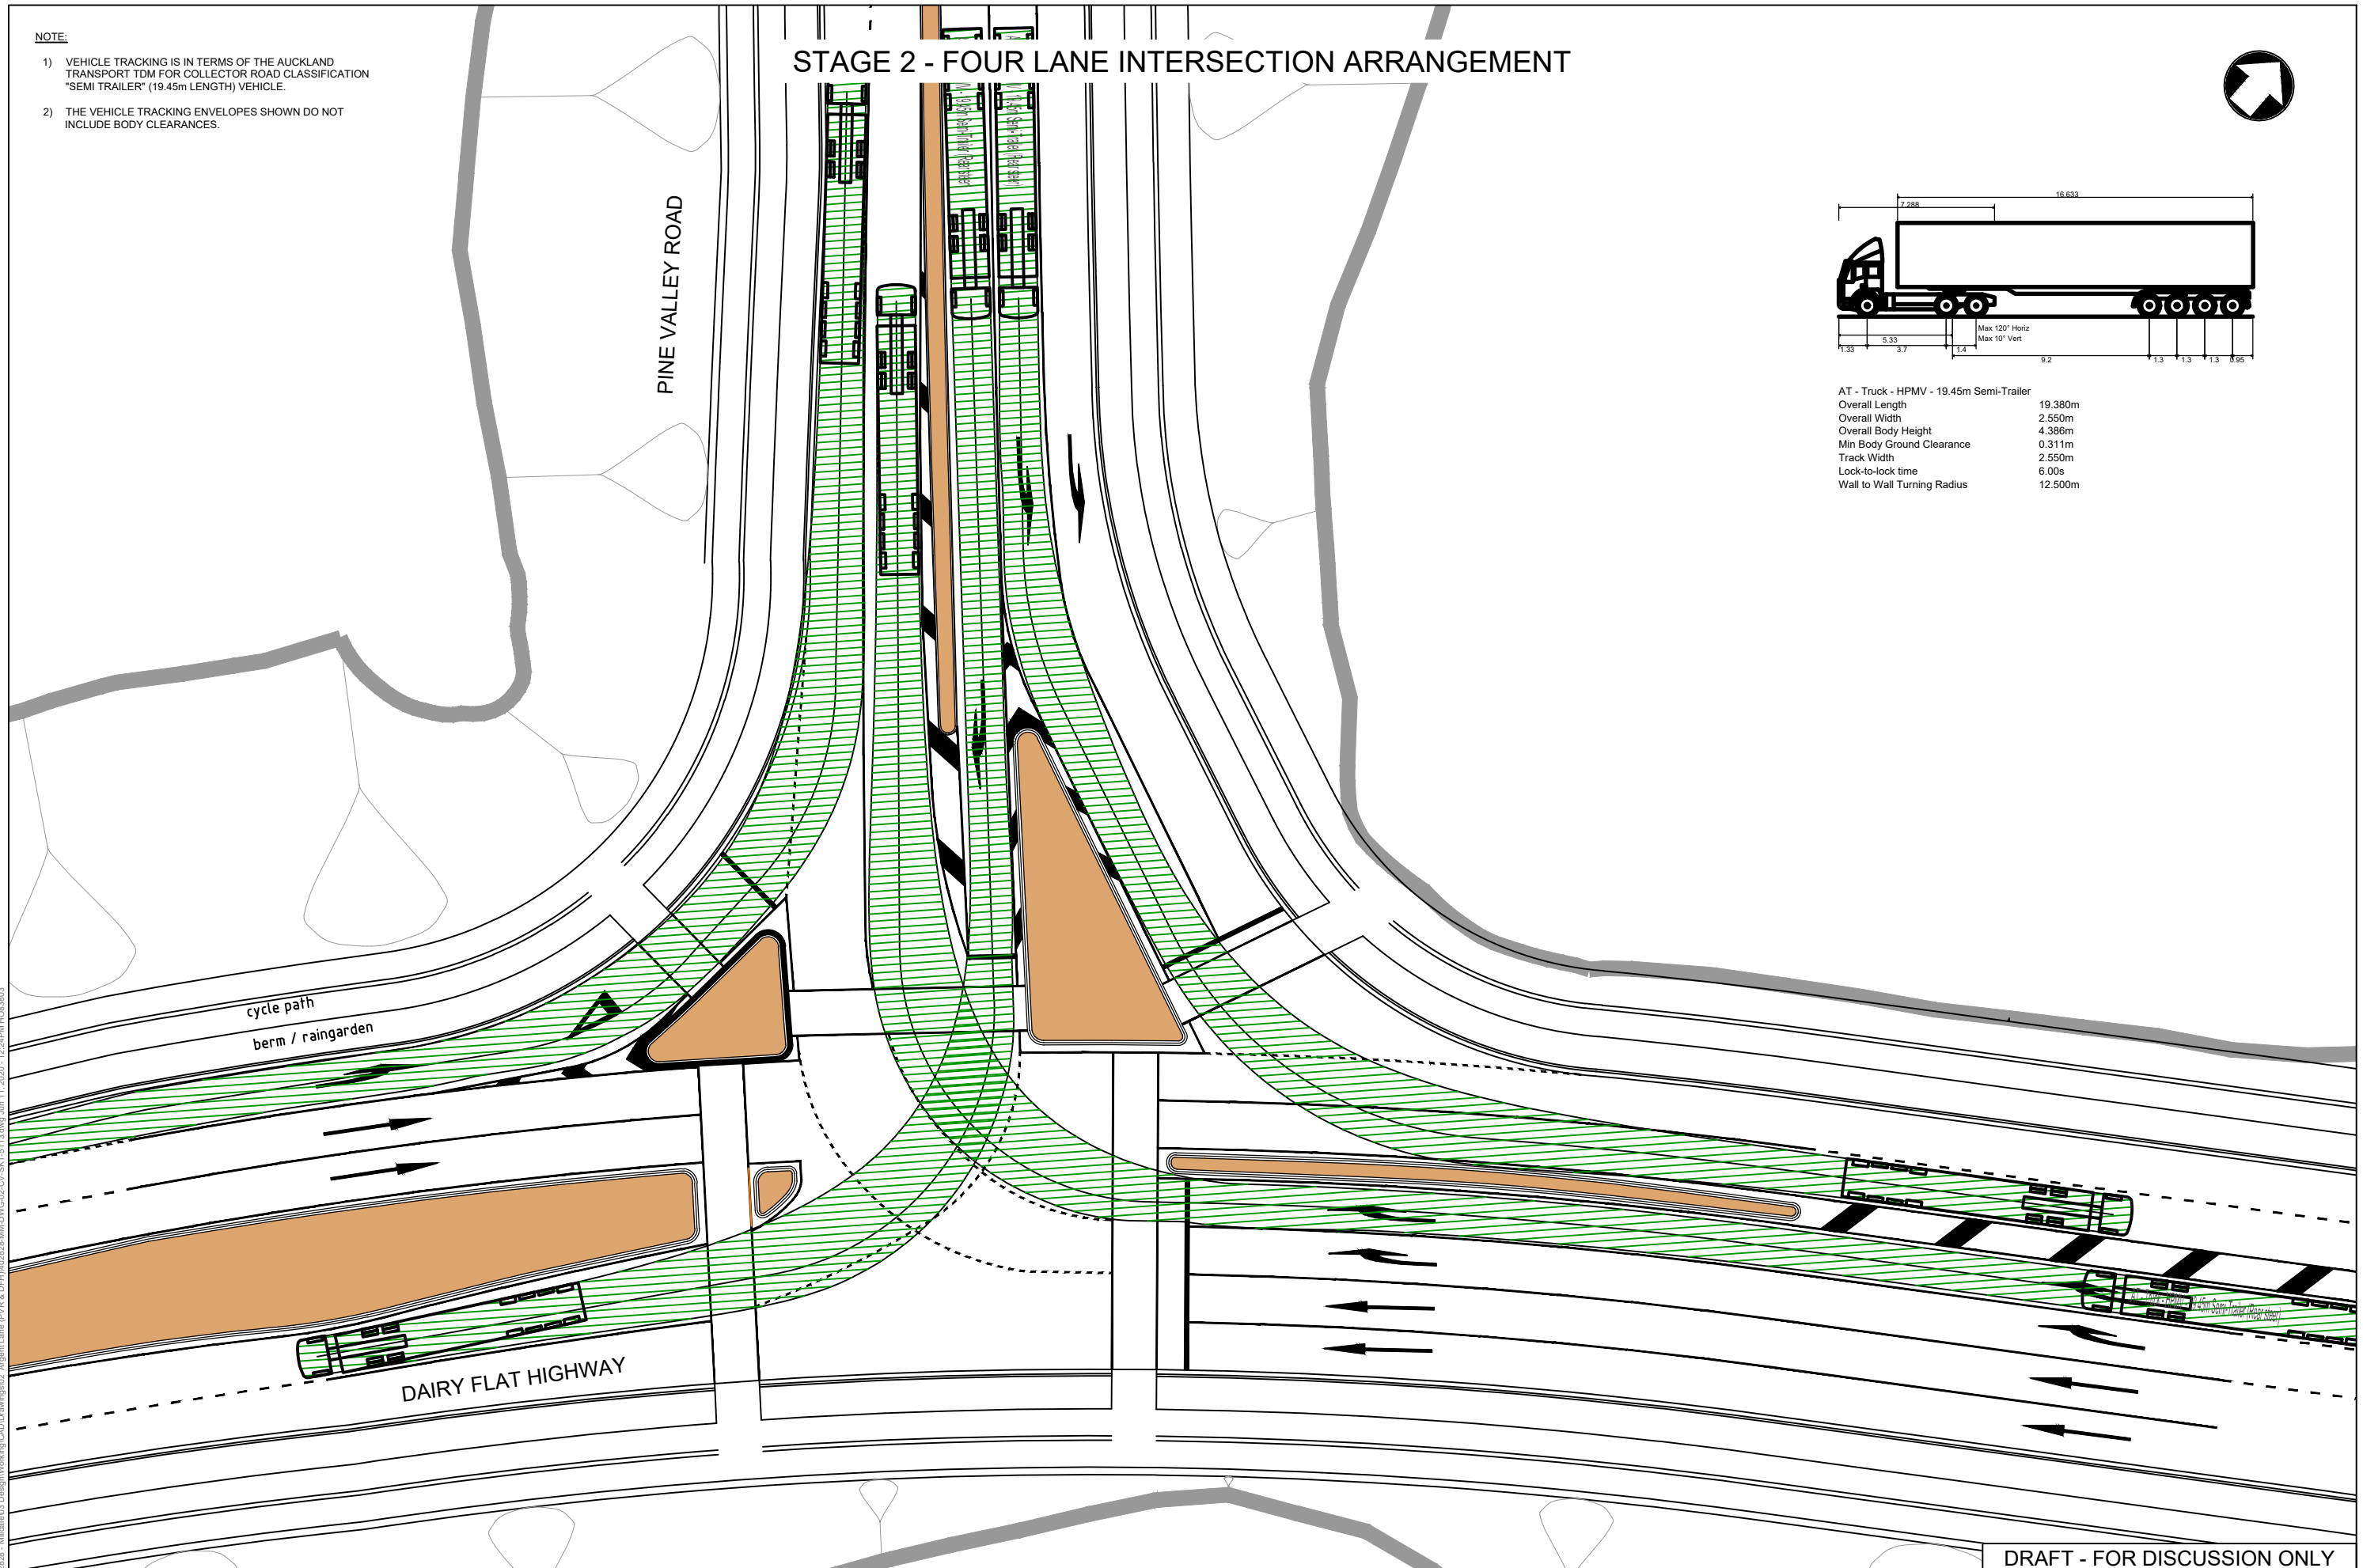 NOTE:
1) VEHICLE TRACKING IS IN TERMS OF THE AUCKLAND
TRANSPORT TDM FOR COLLECTOR ROAD CLASSIFICATION
"SEMI TRAILER" (19.45m LENGTH) VEHICLE.
2) THE VEHICLE TRACKING ENVELOPES SHOWN DO NOT
INCLUDE BODY CLEARANCES.
STAGE 2 - FOUR LANE INTERSECTION ARRANGEMENT
PINE VALLEY ROAD
16.633
7.288
Max 120° Horiz
Max 10° Vert
5.33
1.33
3.7
1.4
9.2
1.3
1.3
1.3
0.95
AT - Truck - HPMV - 19.45m Semi-Trailer
Overall Length 19.380m
Overall Width 2.550m
Overall Body Height 4.386m
Min Body Ground Clearance 0.311m
Track Width 2.550m
Lock-to-lock time 6.00s
Wall to Wall Turning Radius 12.500m
cycle path
berm / raingarden
DAIRY FLAT HIGHWAY
DRAFT - FOR DISCUSSION ONLY